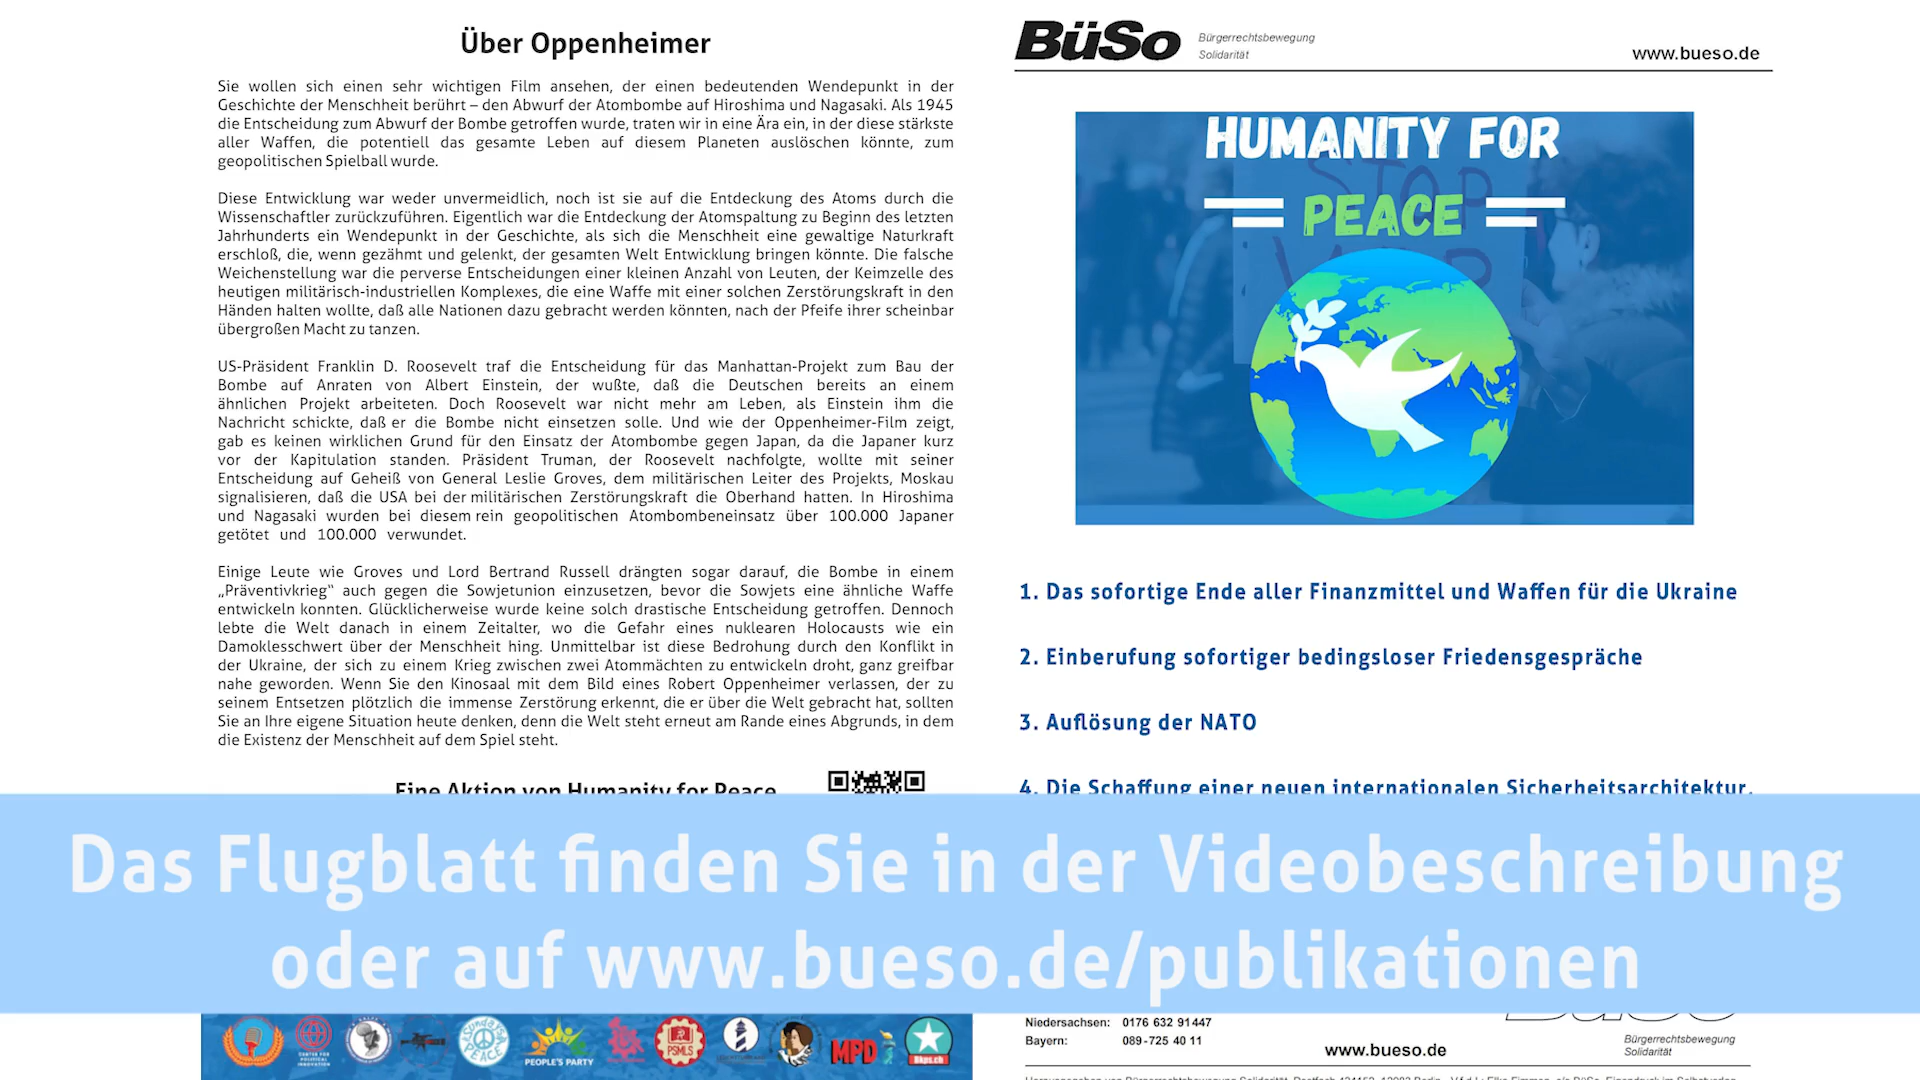 Über Oppenheimer
Sie wollen sich einen sehr wichtigen Film ansehen, der einen bedeutenden Wendepunkt in der
Geschichte der Menschheit berührt – den Abwurf der Atombombe auf Hiroshima und Nagasaki. Als 1945
die Entscheidung zum Abwurf der Bombe getroffen wurde, traten wir in eine Ära ein, in der diese stärkste
aller Waffen, die potentiell das gesamte Leben auf diesem Planeten auslöschen könnte, zum
geopolitischen Spielball wurde.
Diese Entwicklung war weder unvermeidlich, noch ist sie auf die Entdeckung des Atoms durch die
Wissenschaftler zurückzuführen. Eigentlich war die Entdeckung der Atomspaltung zu Beginn des letzten
Jahrhunderts ein Wendepunkt in der Geschichte, als sich die Menschheit eine gewaltige Naturkraft
erschloß, die, wenn gezähmt und gelenkt, der gesamten Welt Entwicklung bringen könnte. Die falsche
Weichenstellung war die perverse Entscheidungen einer kleinen Anzahl von Leuten, der Keimzelle des
heutigen militärisch-industriellen Komplexes, die eine Waffe mit einer solchen Zerstörungskraft in den
Händen halten wollte, daß alle Nationen dazu gebracht werden könnten, nach der Pfeife ihrer scheinbar
übergroßen Macht zu tanzen.
US-Präsident Franklin D. Roosevelt traf die Entscheidung für das Manhattan-Projekt zum Bau der
Bombe auf Anraten von Albert Einstein, der wußte, daß die Deutschen bereits an einem
ähnlichen Projekt arbeiteten. Doch Roosevelt war nicht mehr am Leben, als Einstein ihm die
Nachricht schickte, daß er die Bombe nicht einsetzen solle. Und wie der Oppenheimer-Film zeigt,
gab es keinen wirklichen Grund für den Einsatz der Atombombe gegen Japan, da die Japaner kurz
vor der Kapitulation standen. Präsident Truman, der Roosevelt nachfolgte, wollte mit seiner
Entscheidung auf Geheiß von General Leslie Groves, dem militärischen Leiter des Projekts, Moskau
signalisieren, daß die USA bei der militärischen Zerstörungskraft die Oberhand hatten. In Hiroshima
und Nagasaki wurden bei diesem rein geopolitischen Atombombeneinsatz über 100.000 Japaner
getötet und 100.000 verwundet.
Einige Leute wie Groves und Lord Bertrand Russell drängten sogar darauf, die Bombe in einem
„Präventivkrieg“ auch gegen die Sowjetunion einzusetzen, bevor die Sowjets eine ähnliche Waffe
entwickeln konnten. Glücklicherweise wurde keine solch drastische Entscheidung getroffen. Dennoch
lebte die Welt danach in einem Zeitalter, wo die Gefahr eines nuklearen Holocausts wie ein
Damoklesschwert über der Menschheit hing. Unmittelbar ist diese Bedrohung durch den Konflikt in
der Ukraine, der sich zu einem Krieg zwischen zwei Atommächten zu entwickeln droht, ganz greifbar
nahe geworden. Wenn Sie den Kinosaal mit dem Bild eines Robert Oppenheimer verlassen, der zu
seinem Entsetzen plötzlich die immense Zerstörung erkennt, die er über die Welt gebracht hat, sollten
Sie an Ihre eigene Situation heute denken, denn die Welt steht erneut am Rande eines Abgrunds, in dem
die Existenz der Menschheit auf dem Spiel steht.
Eine Aktion von Humanity for Peace
BüSo
Bürgerrechtsbewegung
Solidarität
www.bueso.de
HUMANITY FOR
PEACE
STOP
WAR
1. Das sofortige Ende aller Finanzmittel und Waffen für die Ukraine
2. Einberufung sofortiger bedingsloser Friedensgespräche
3. Auflösung der NATO
4. Die Schaffung einer neuen internationalen Sicherheitsarchitektur.
Das Flugblatt finden Sie in der Videobeschreibung
oder auf www.bueso.de/publikationen
CENTER FOR
POLITICAL
INNOVATION
PEACE
PEOPLE'S PARTY
PSMLS
MPD
Bkps.ch
Niedersachsen: 0176 632 91447
Bayern: 089-725 40 11
www.bueso.de
BüSo
Bürgerrechtsbewegung
Solidarität